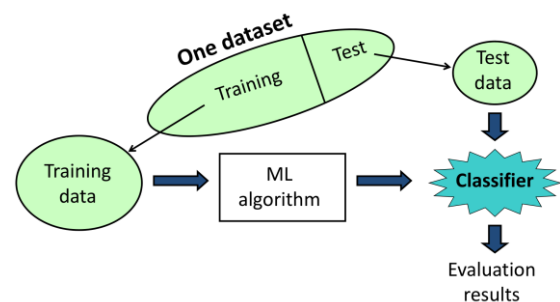 One dataset
Training
Test
Test
data
Training
data
ML
algorithm
Classifier
Evaluation
results